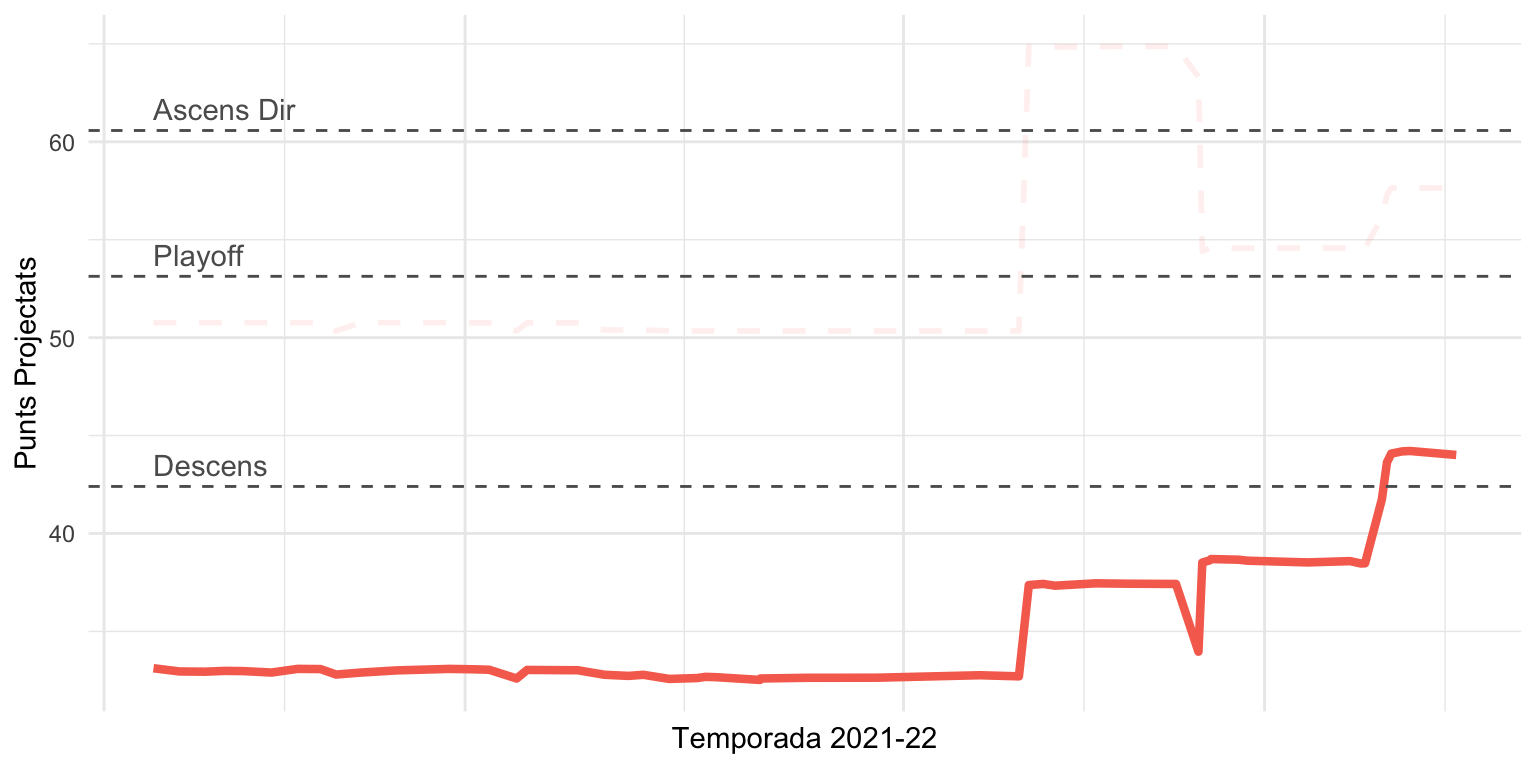 Ascens Dir
60
Playoff
50
Descens
40
Punts Projectats
Temporada 2021-22